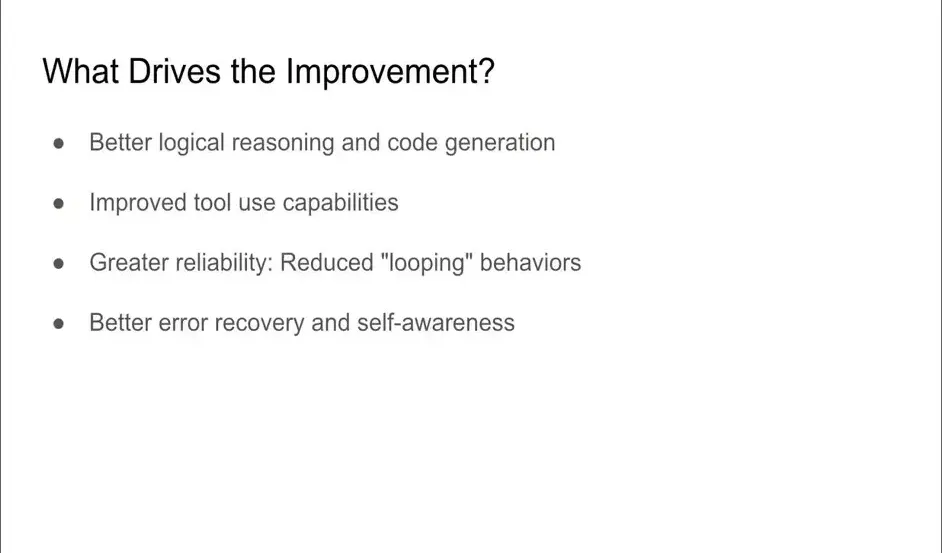 What Drives the Improvement?
● Better logical reasoning and code generation
● Improved tool use capabilities
● Greater reliability: Reduced "looping" behaviors
● Better error recovery and self-awareness